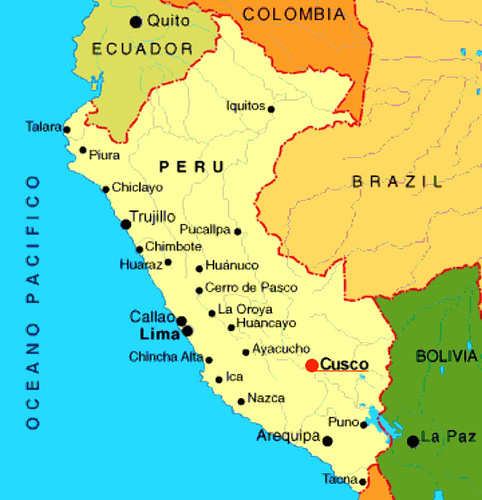 COLOMBIA
Quito
ECUADOR
Iquitos
Talara
Piura
PERU
BRAZIL
Chiclayo
Trujillo
Pucallpa
Chimbote
Huaraz
Huánuco
Cerro de Pasco
OCEANO PACIFICO
La Oroya
Callao
Huancayo
Lima
Ayacucho
Chincha Alta
BOLIVIA
Cusco
Ica
Nazca
Puno
Arequipa
La Paz
Tacna